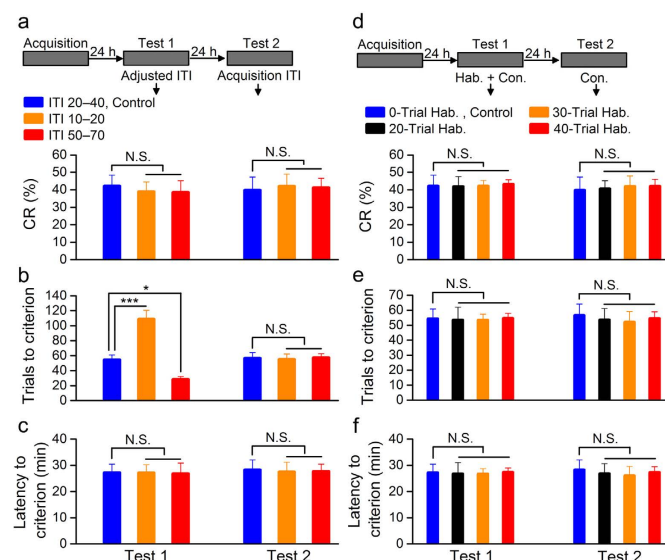 a
Acquisition
24 h
Test 1
24 h
Test 2
Adjusted ITI
Acquisition ITI
ITI 20–40, Control
ITI 10–20
ITI 50–70
N.S.
N.S.
CR (%)
60
50
40
30
20
10
0
b
*
***
N.S.
Trials to criterion
140
120
100
80
60
40
20
0
c
N.S.
N.S.
Latency to
criterion (min)
40
30
20
10
0
Test 1
Test 2
d
Acquisition
24 h
Test 1
24 h
Test 2
Hab. + Con.
Con.
0-Trial Hab. , Control
30-Trial Hab.
20-Trial Hab.
40-Trial Hab.
N.S.
N.S.
CR (%)
60
50
40
30
20
10
0
e
N.S.
N.S.
Trials to criterion
70
60
50
40
30
20
10
0
f
N.S.
N.S.
Latency to
criterion (min)
40
30
20
10
0
Test 1
Test 2